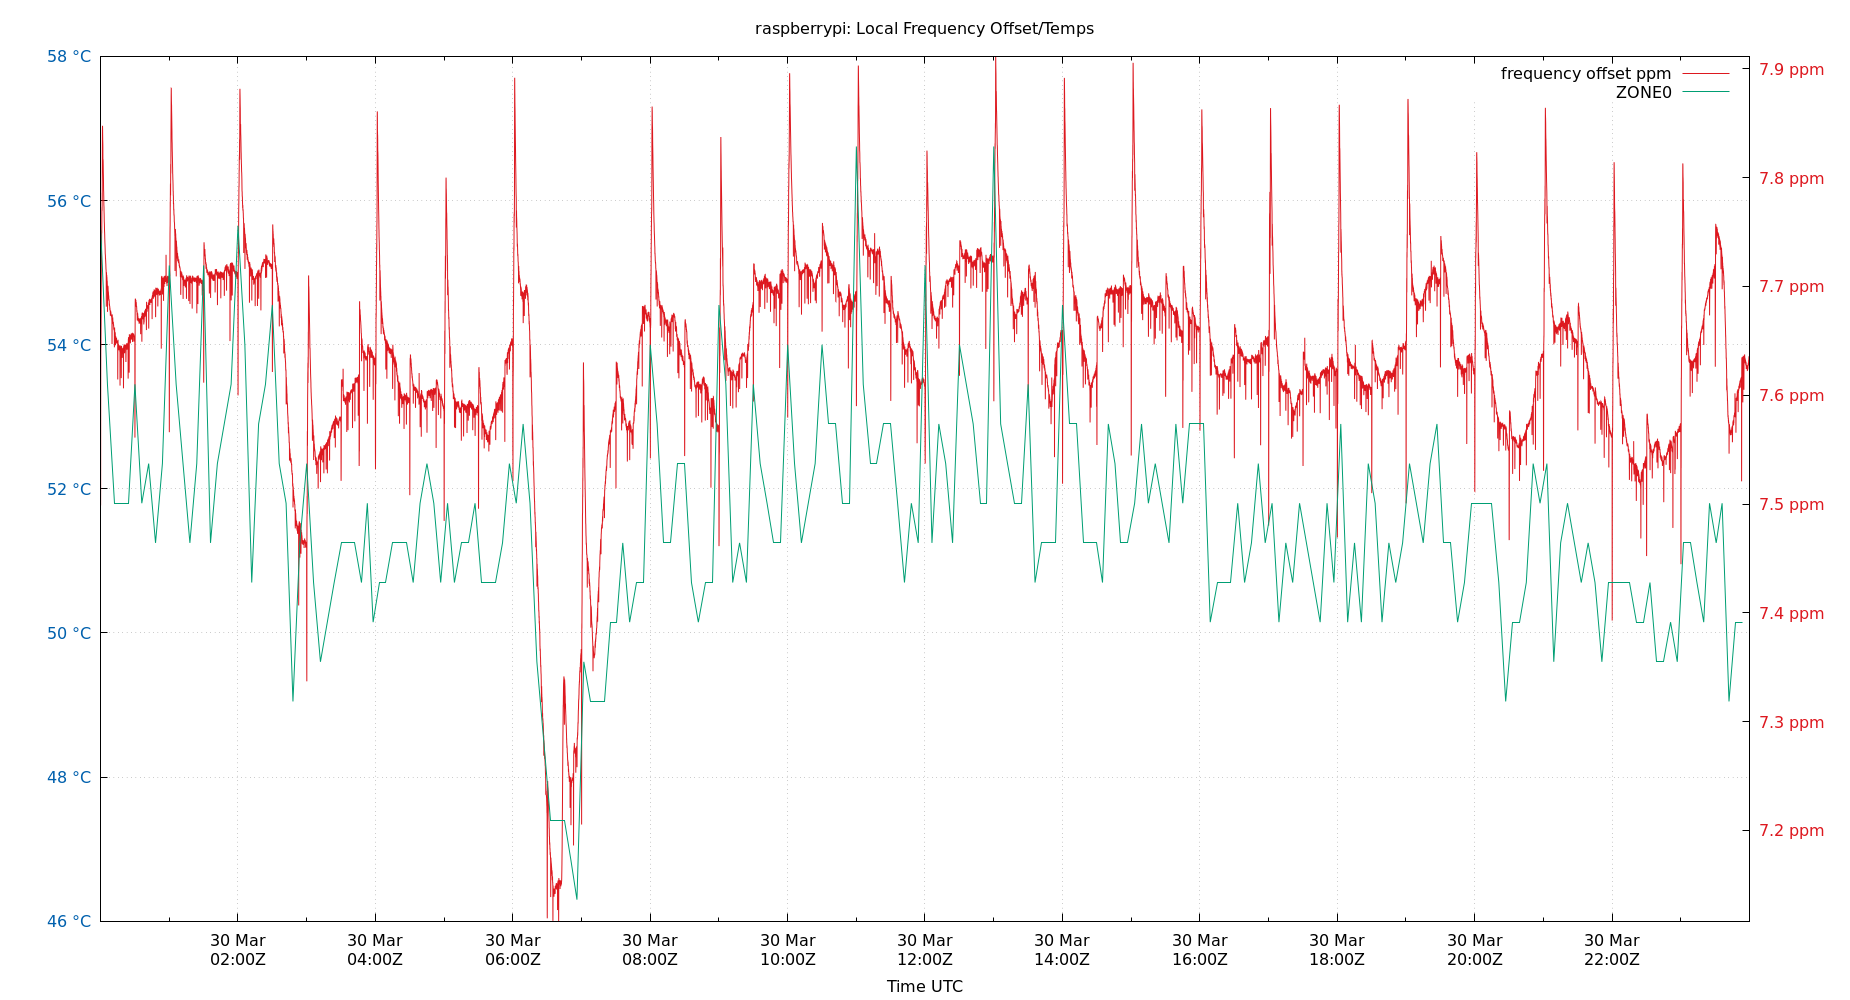 raspberrypi: Local Frequency Offset/Temps
58 °C
56 °C
54 °C
52 °C
50 °C
48 °C
46 °C
7.9 ppm
7.8 ppm
7.7 ppm
7.6 ppm
7.5 ppm
7.4 ppm
7.3 ppm
7.2 ppm
frequency offset ppm
ZONE0
30 Mar
02:00Z
30 Mar
04:00Z
30 Mar
06:00Z
30 Mar
08:00Z
30 Mar
10:00Z
30 Mar
12:00Z
30 Mar
14:00Z
30 Mar
16:00Z
30 Mar
18:00Z
30 Mar
20:00Z
30 Mar
22:00Z
Time UTC